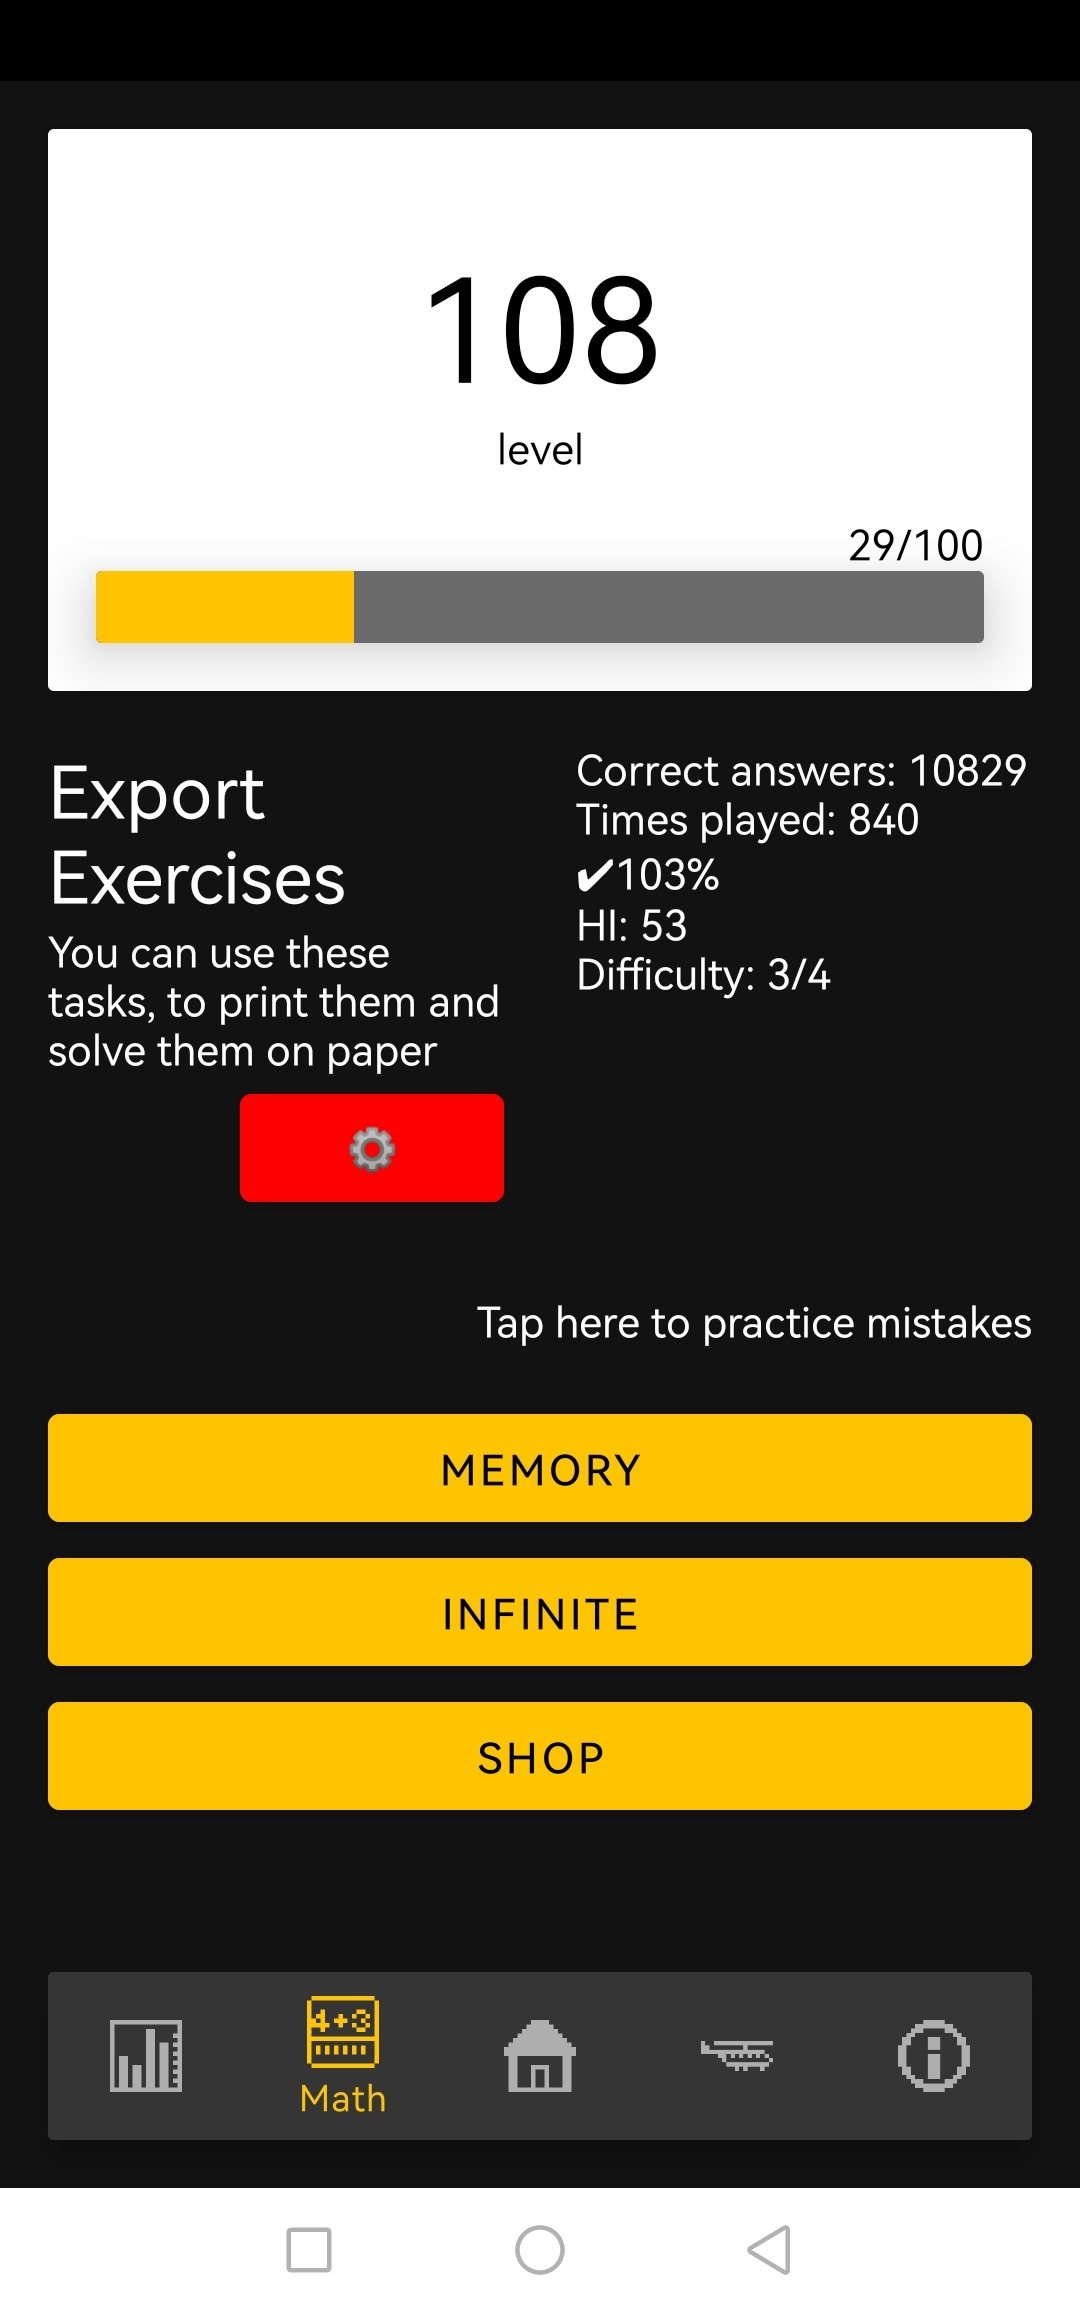 108
level
29/100
Export
Exercises
You can use these
tasks, to print them and
solve them on paper
Correct answers: 10829
Times played: 840
✔103%
HI: 53
Difficulty: 3/4
Tap here to practice mistakes
MEMORY
INFINITE
SHOP
4+3
Math